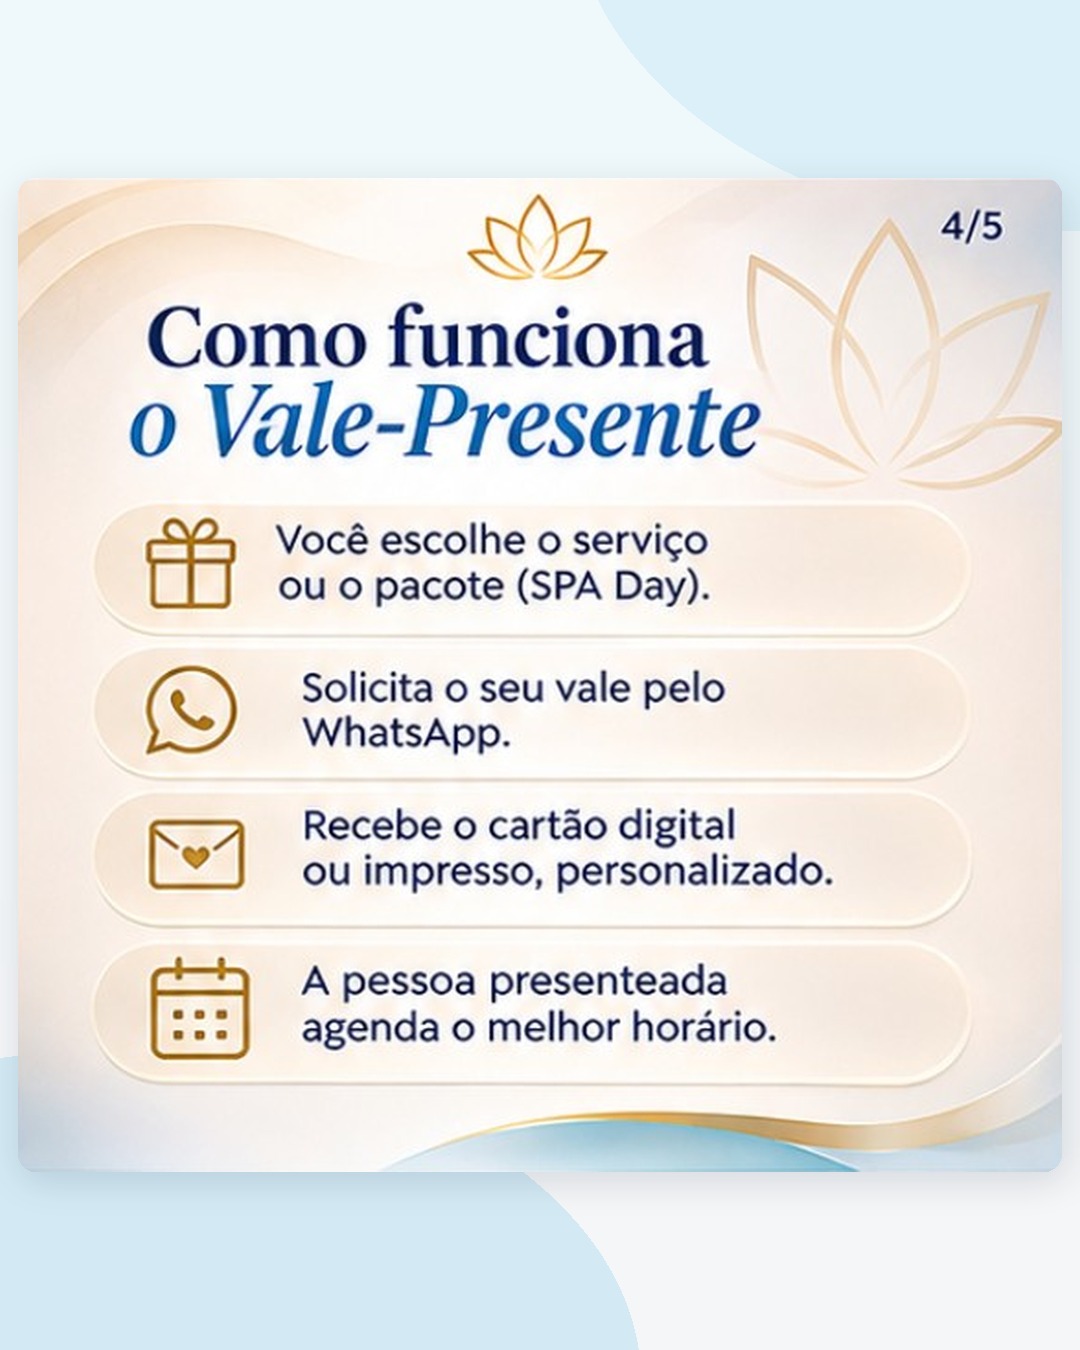 4/5
Como funciona
o Vale-Presente
Você escolhe o serviço
ou o pacote (SPA Day).
Solicita o seu vale pelo
WhatsApp.
Recebe o cartão digital
ou impresso, personalizado.
A pessoa presenteada
agenda o melhor horário.